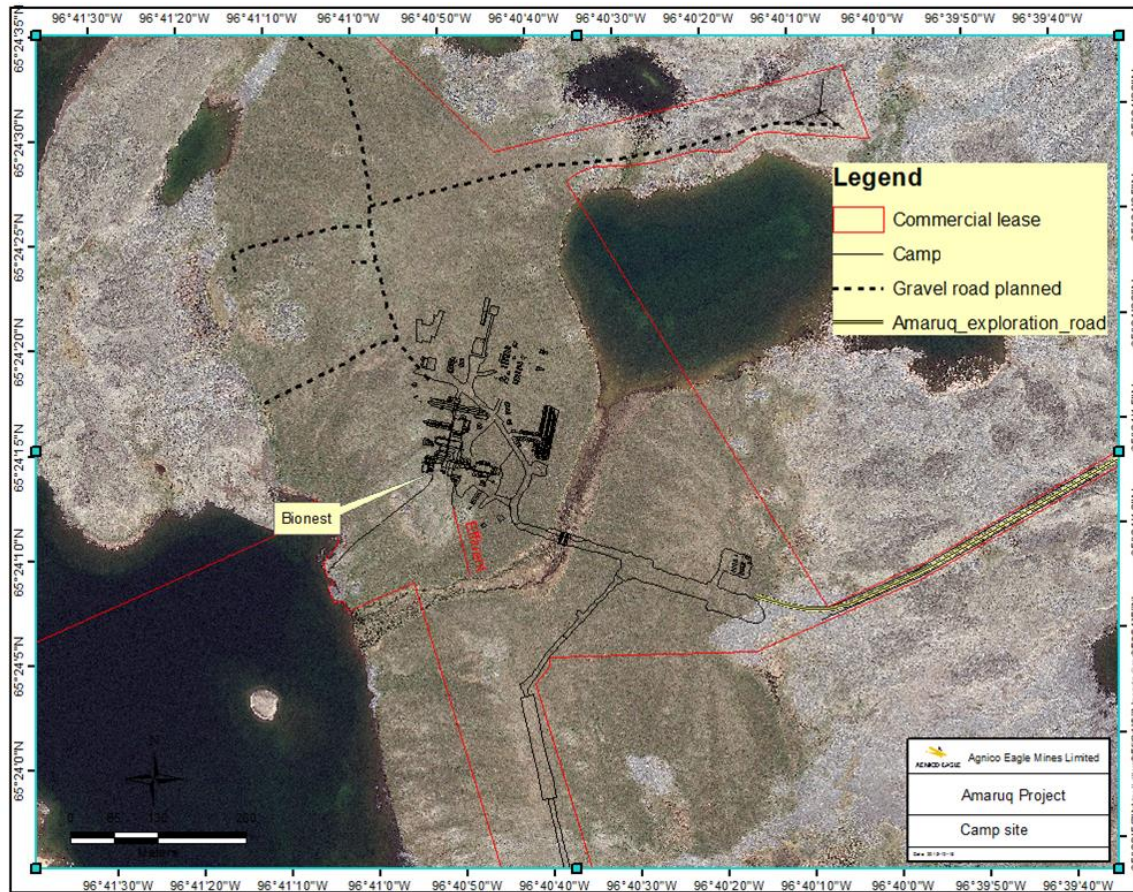 96°41'30"W 96°41'20"W 96°41'10"W 96°41'0"W 96°40'50"W 96°40'40"W 96°40'30"W 96°40'20"W 96°40'10"W 96°40'0"W 96°39'50"W 96°39'40"W
65°24'35"N
65°24'30"N
65°24'25"N
65°24'20"N
65°24'15"N
65°24'10"N
65°24'5"N
65°24'0"N
Legend
Commercial lease
Camp
Gravel road planned
Amaruq_exploration_road
Bionest
Effluent
0 65 130 260
Meters
AGNICO EAGLE
Agnico Eagle Mines Limited
Amaruq Project
Camp site
96°41'30"W 96°41'20"W 96°41'10"W 96°41'0"W 96°40'50"W 96°40'40"W 96°40'30"W 96°40'20"W 96°40'10"W 96°40'0"W 96°39'50"W 96°39'40"W